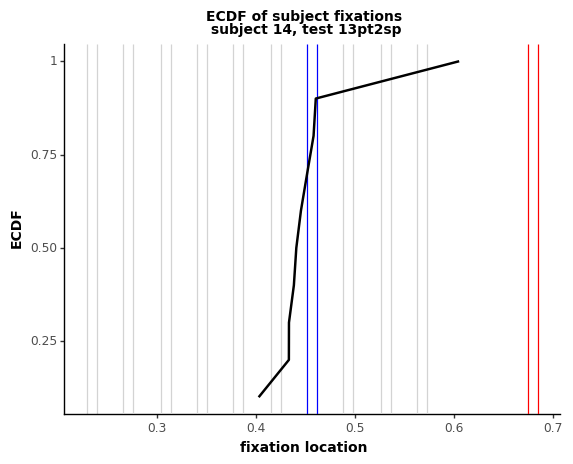 ECDF of subject fixations
subject 14, test 13pt2sp
1
0.75
0.50
0.25
ECDF
0.3 0.4 0.5 0.6 0.7
fixation location